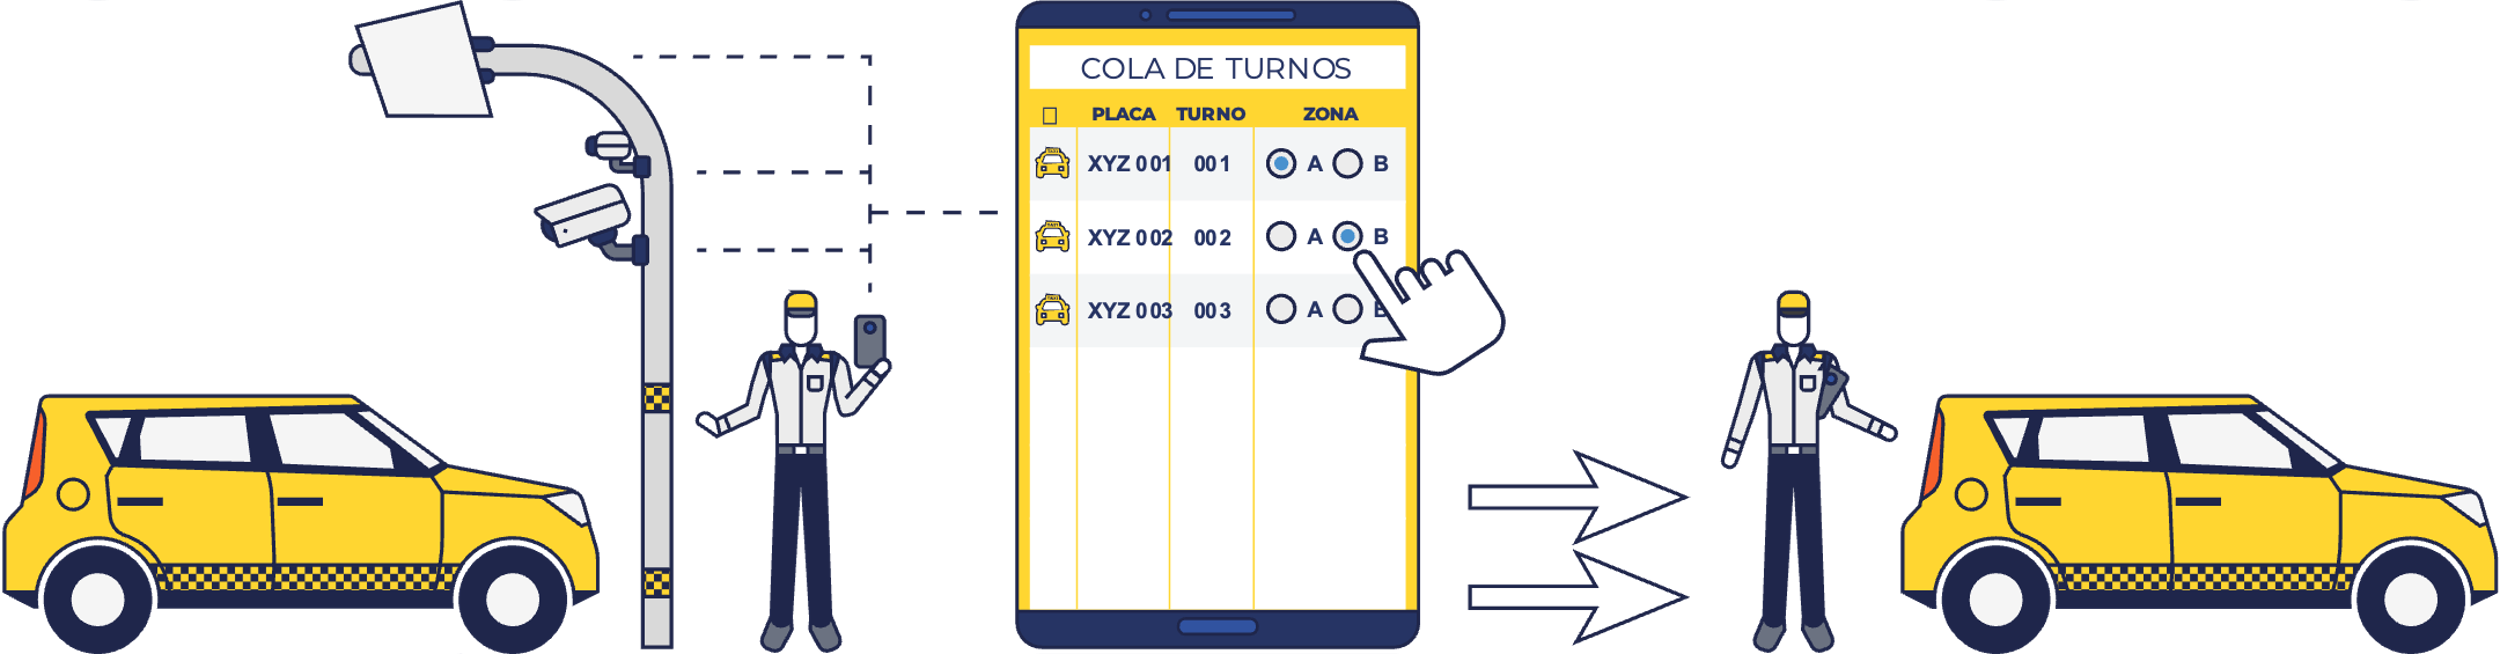 COLA DE TURNOS
PLACA TURNO ZONA
XYZ 001 001 A B
XYZ 002 002 A B
XYZ 003 003 A